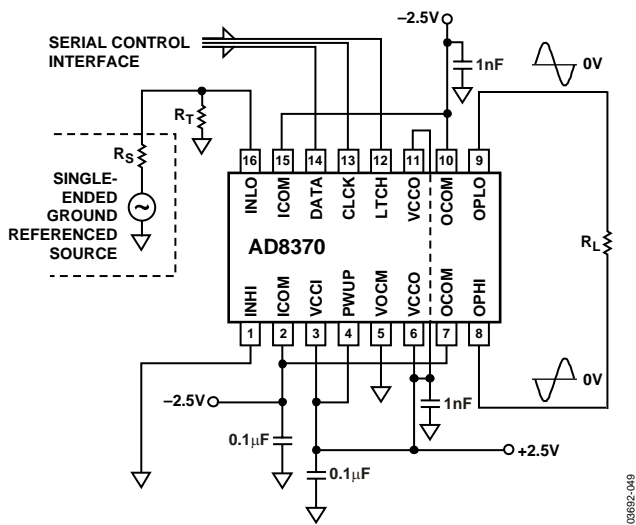 –2.5V
SERIAL CONTROL
INTERFACE
1nF
0V
RT
RS
16 15 14 13 12 11 10 9
INLO ICOM DATA CLCK LTCH VCCO OCOM OPLO
SINGLE-
ENDED
GROUND
REFERENCED
SOURCE
RL
AD8370
INHI ICOM VCCI PWUP VOCM VCCO OCOM OPHI
1 2 3 4 5 6 7 8
0V
–2.5V
1nF
0.1µF
+2.5V
0.1µF
03692-049